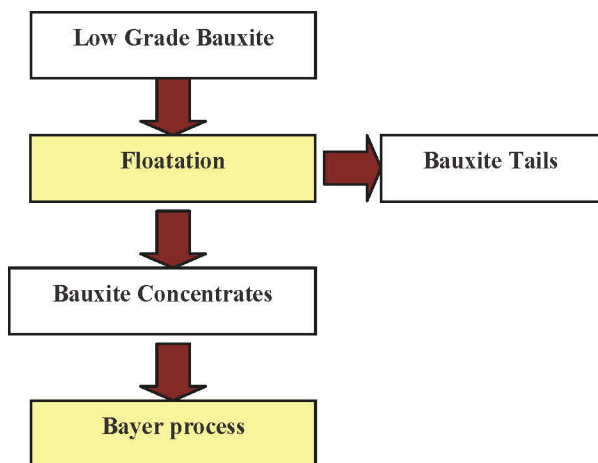 Low Grade Bauxite
Floatation
Bauxite Tails
Bauxite Concentrates
Bayer process